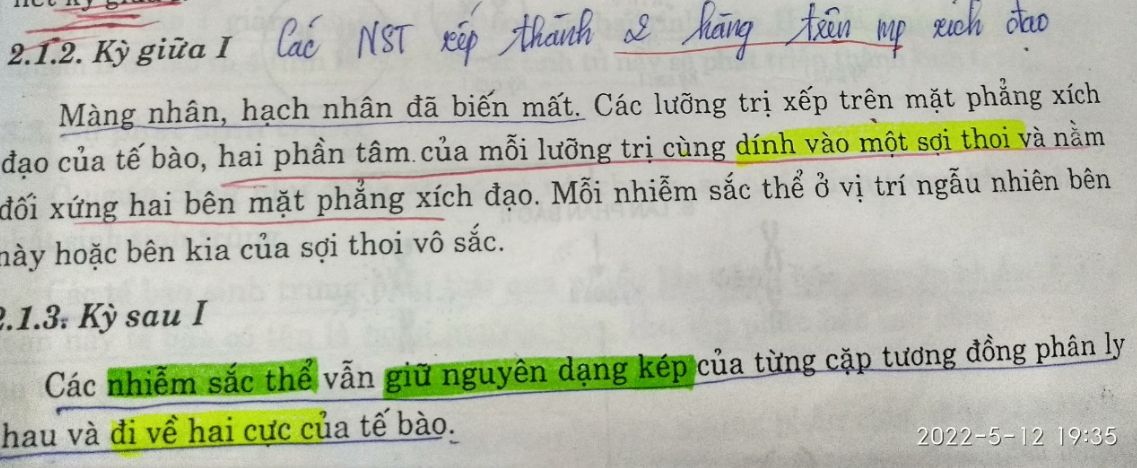 2.1.2. Kỳ giữa I Các NST xếp thành 2 hàng trên mp xích đạo
Màng nhân, hạch nhân đã biến mất. Các lưỡng trị xếp trên mặt phẳng xích
đạo của tế bào, hai phần tâm của mỗi lưỡng trị cùng dính vào một sợi thoi và nằm
đối xứng hai bên mặt phẳng xích đạo. Mỗi nhiễm sắc thể ở vị trí ngẫu nhiên bên
này hoặc bên kia của sợi thoi vô sắc.
2.1.3. Kỳ sau I
Các nhiễm sắc thể vẫn giữ nguyên dạng kép của từng cặp tương đồng phân ly
hau và đi về hai cực của tế bào.
2022-5-12 19:35